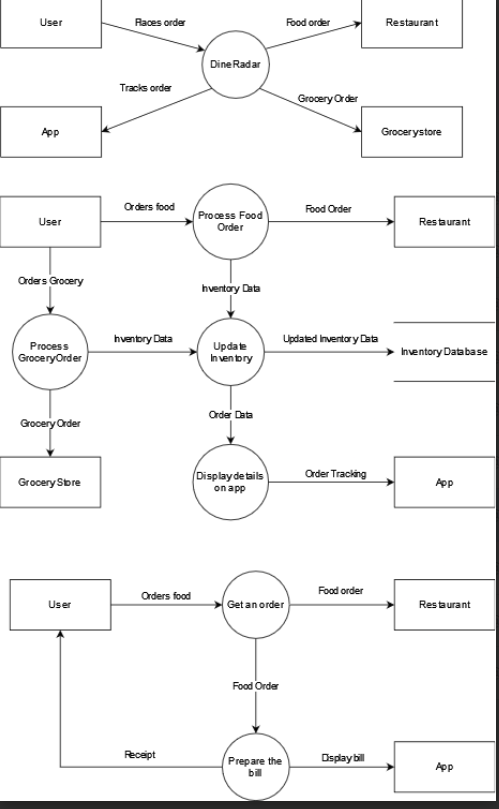 User
Places order
Food order
Restaurant
DineRadar
Tracks order
Grocery Order
App
Grocerystore
User
Orders food
Process Food
Order
Food Order
Restaurant
Orders Grocery
Inventory Data
Process
GroceryOrder
Inventory Data
Update
Inventory
Updated Inventory Data
Inventory Database
Grocery Order
Order Data
Grocery Store
Display details
on app
Order Tracking
App
User
Orders food
Get an order
Food order
Restaurant
Food Order
Receipt
Prepare the
bill
Display bill
App